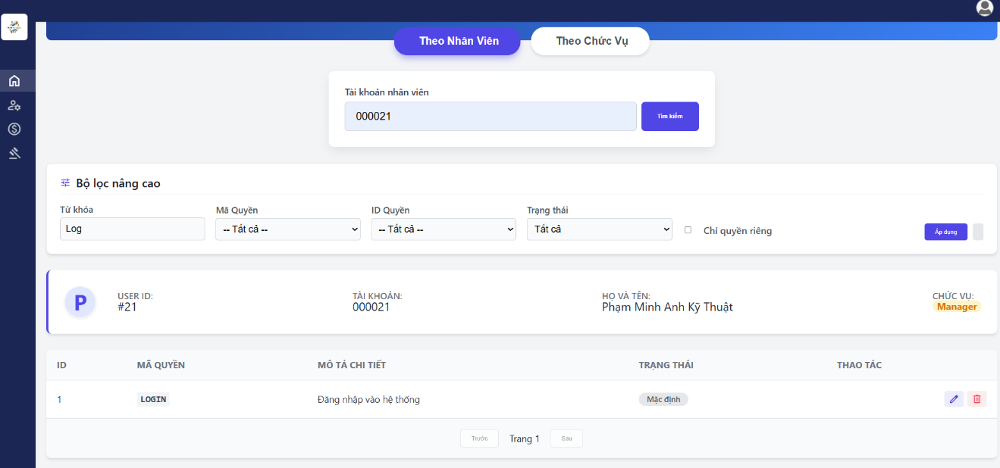 Theo Nhân Viên Theo Chức Vụ
Tài khoản nhân viên
000021 Tìm kiếm
Bộ lọc nâng cao
Từ khóa Mã Quyền ID Quyền Trạng thái
Log -- Tất cả -- -- Tất cả -- Tất cả Chỉ quyền riêng Áp dụng
P USER ID: TÀI KHOẢN: HỌ VÀ TÊN: CHỨC VỤ:
#21 000021 Phạm Minh Anh Kỹ Thuật Manager
ID MÃ QUYỀN MÔ TẢ CHI TIẾT TRẠNG THÁI THAO TÁC
1 LOGIN Đăng nhập vào hệ thống Mặc định
Trước Trang 1 Sau